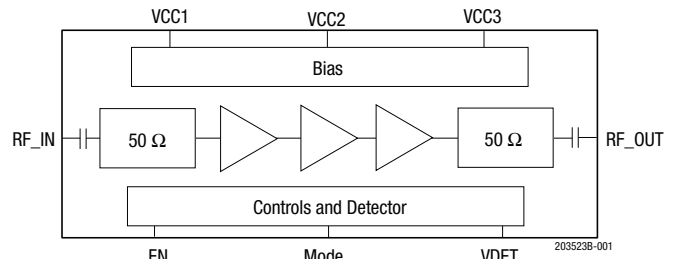 VCC1 VCC2 VCC3
Bias
RF_IN 50 Ω 50 Ω RF_OUT
Controls and Detector
EN Mode VDET
203523B-001